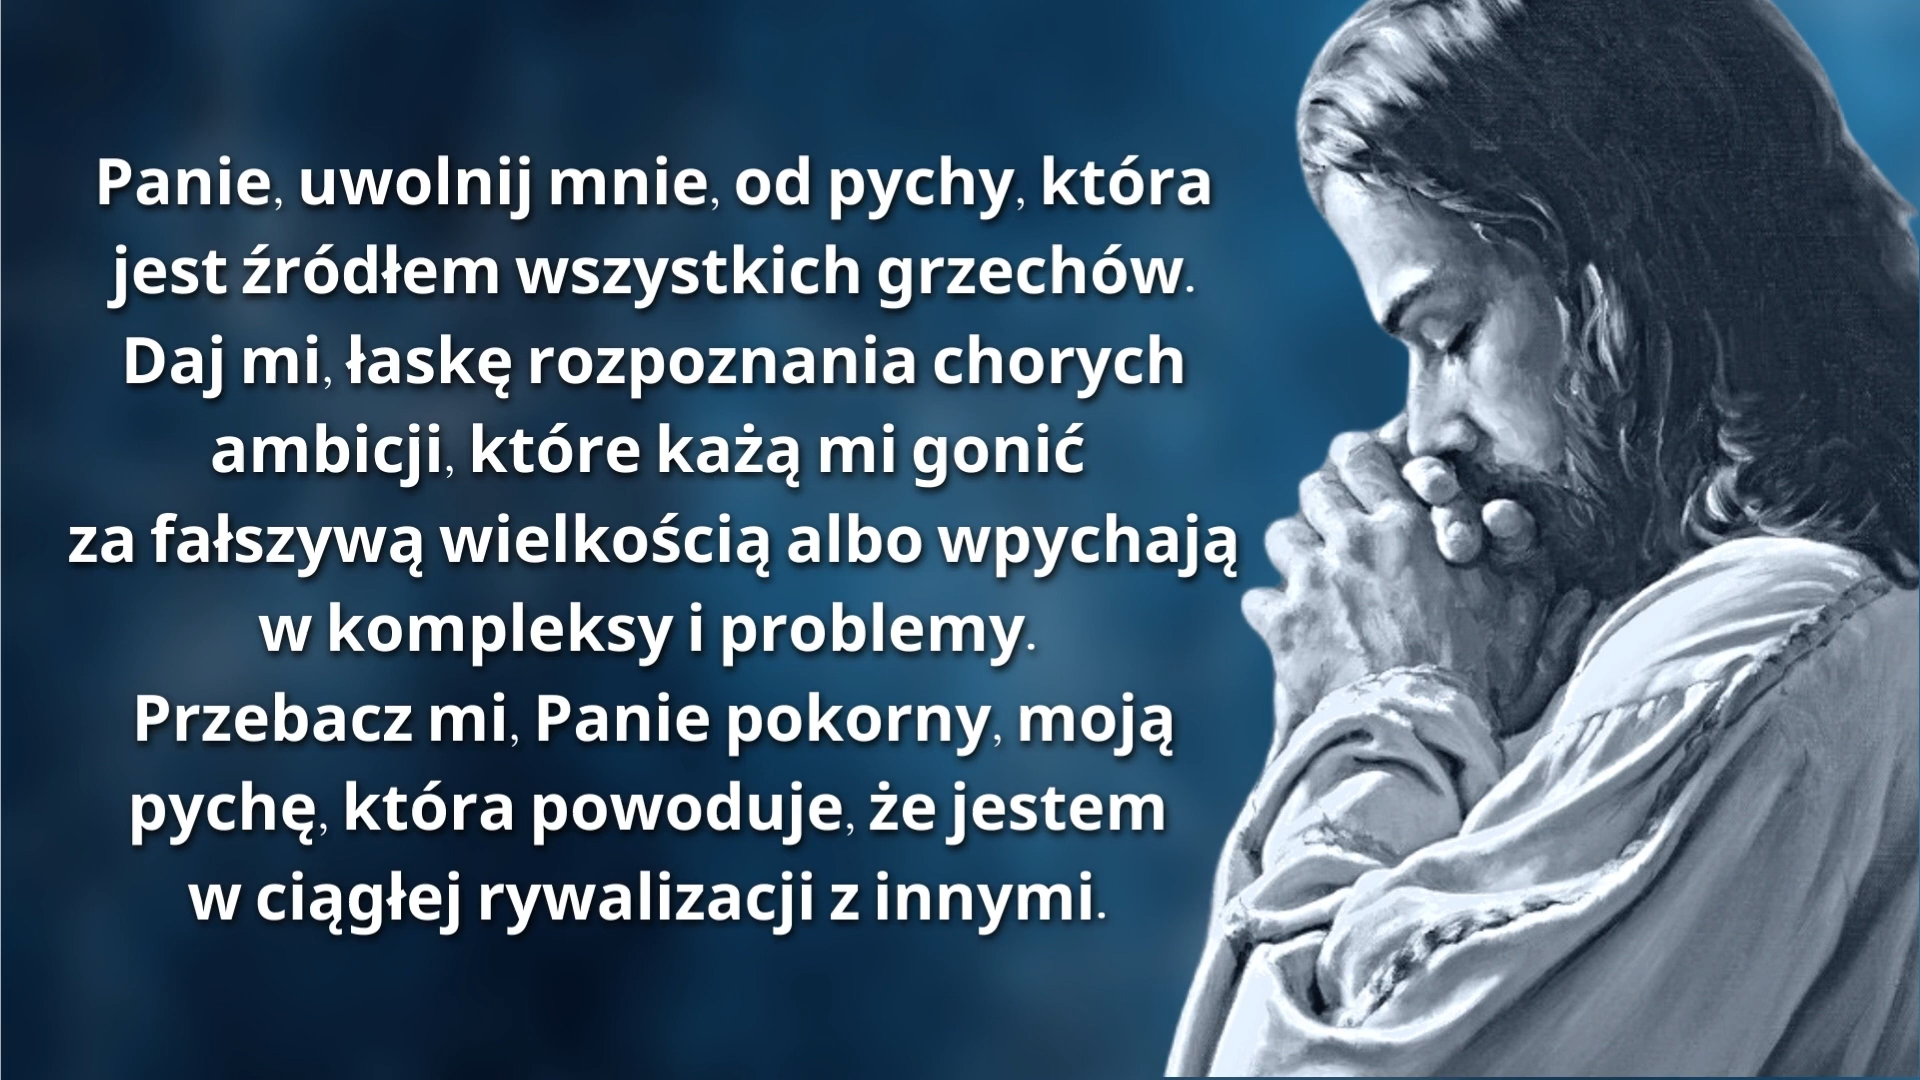 Panie, uwolnij mnie, od pychy, która
jest źródłem wszystkich grzechów.
Daj mi, łaskę rozpoznania chorych
ambicji, które każą mi gonić
za fałszywą wielkością albo wpychają
w kompleksy i problemy.
Przebacz mi, Panie pokorny, moją
pychę, która powoduje, że jestem
w ciągłej rywalizacji z innymi.